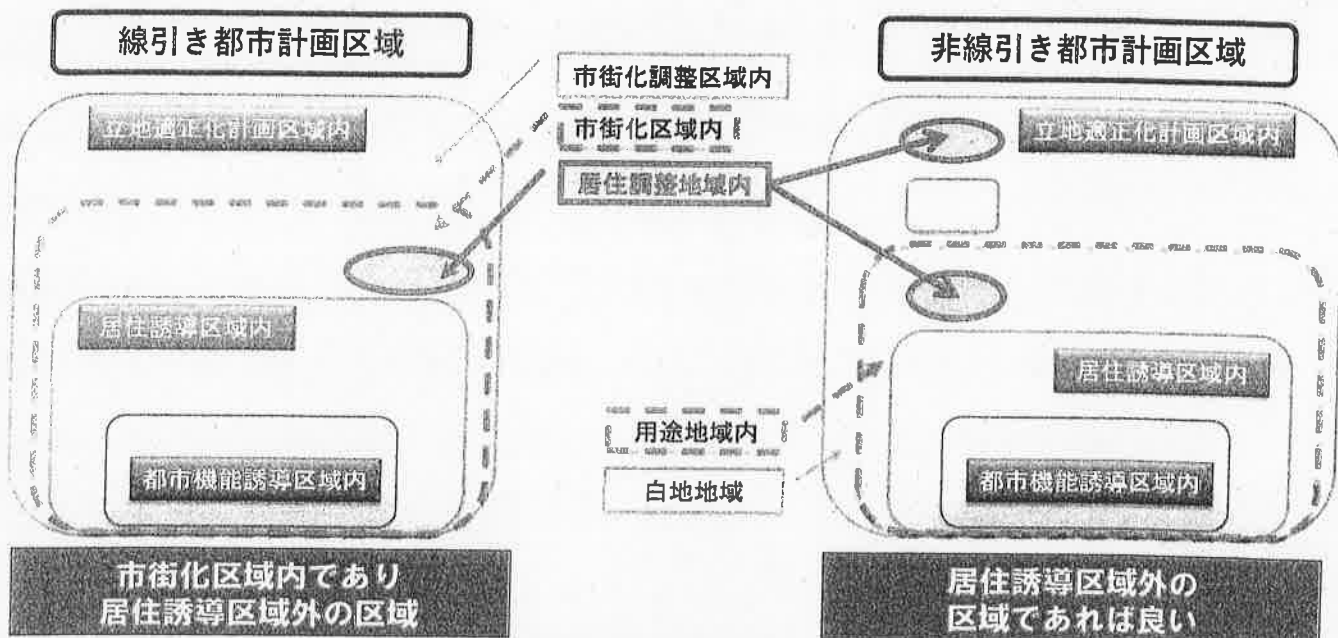 線引き都市計画区域
立地適正化計画区域内
居住誘導区域内
都市機能誘導区域内
市街化区域内であり
居住誘導区域外の区域
市街化調整区域内
市街化区域内
居住調整地域内
用途地域内
白地地域
非線引き都市計画区域
立地適正化計画区域内
居住誘導区域内
都市機能誘導区域内
居住誘導区域外の
区域であれば良い